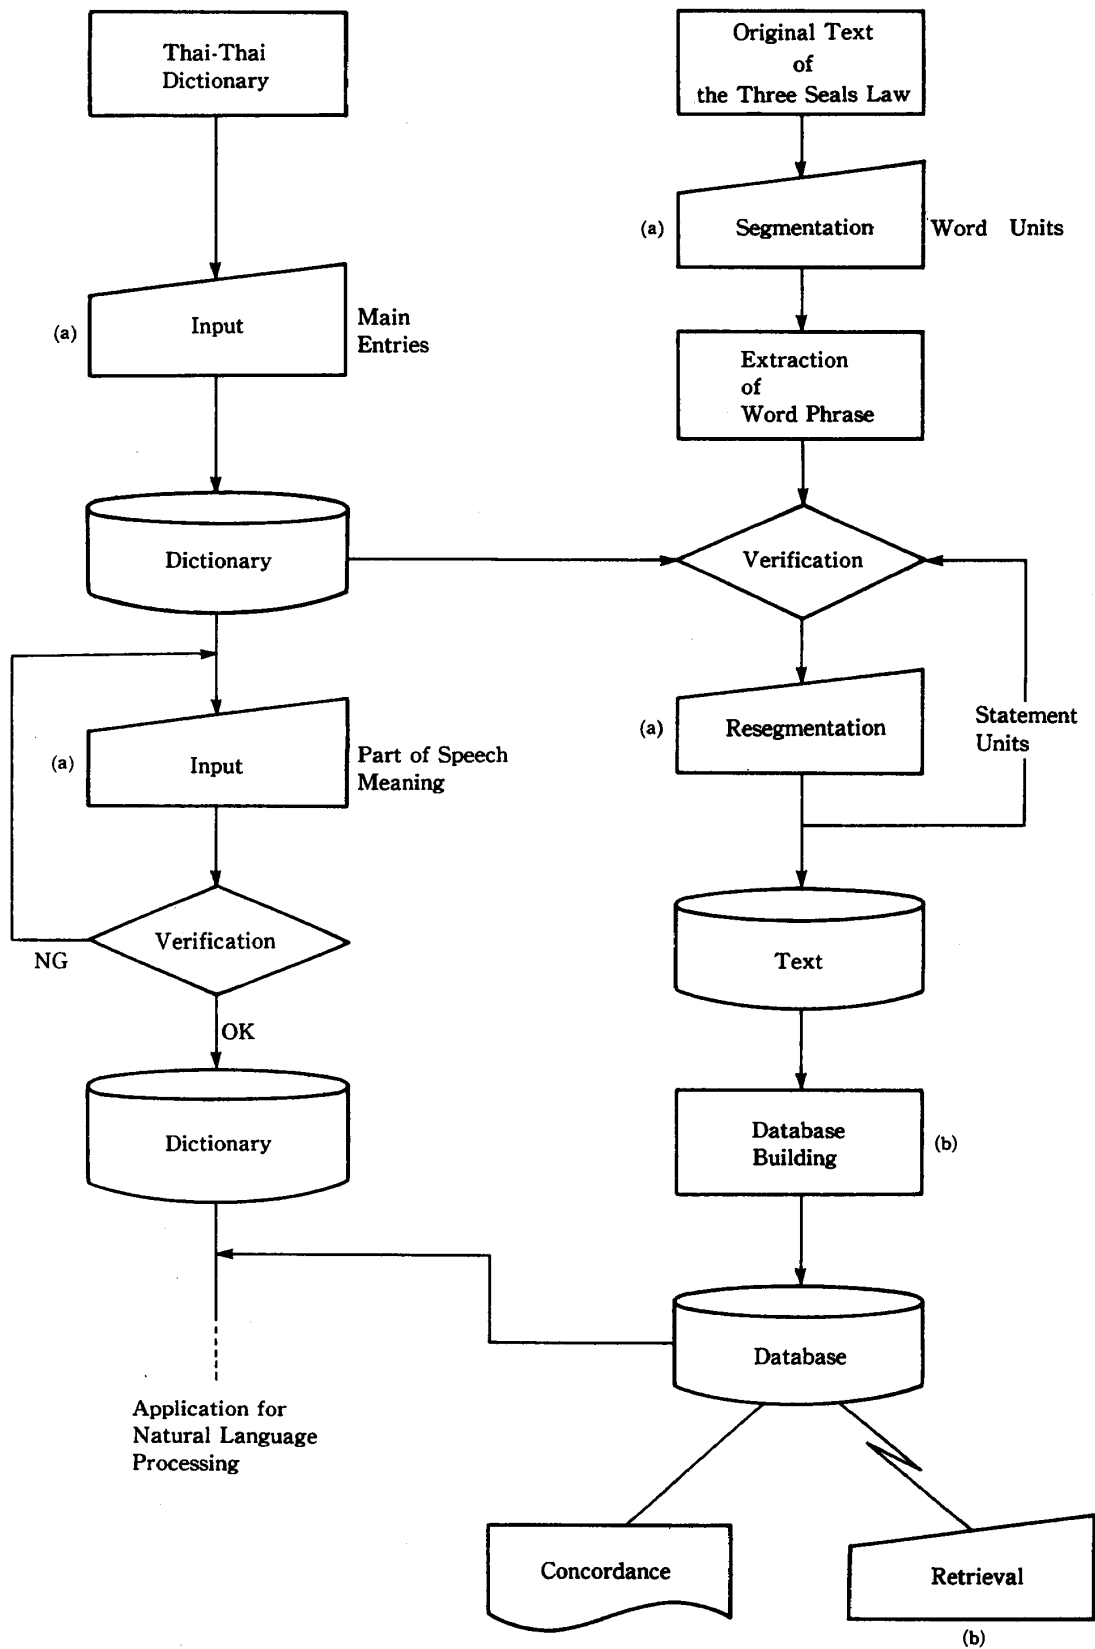 Thai-Thai
Dictionary
Original Text
of
the Three Seals Law
(a)
Segmentation
Word Units
(a)
Input
Main
Entries
Extraction
of
Word Phrase
Dictionary
Verification
(a)
Input
Part of Speech
Meaning
(a)
Resegmentation
Statement
Units
Verification
NG
OK
Text
Dictionary
Database
Building
(b)
Database
Application for
Natural Language
Processing
Concordance
Retrieval
(b)